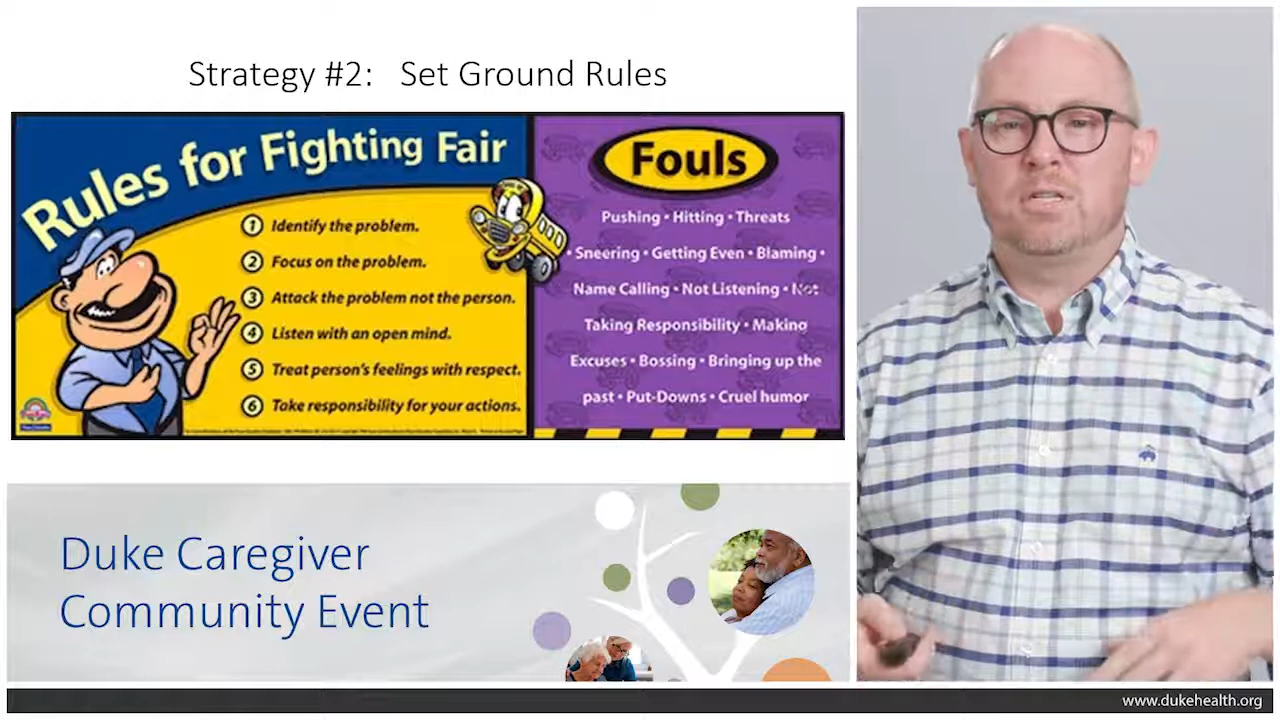 Strategy #2: Set Ground Rules
Rules for Fighting Fair
1 Identify the problem.
2 Focus on the problem.
3 Attack the problem not the person.
4 Listen with an open mind.
5 Treat person's feelings with respect.
6 Take responsibility for your actions.
Fouls
Pushing • Hitting • Threats
• Sneering • Getting Even • Blaming •
Name Calling • Not Listening • Not
Taking Responsibility • Making
Excuses • Bossing • Bringing up the
past • Put-Downs • Cruel humor
Duke Caregiver
Community Event
www.dukehealth.org